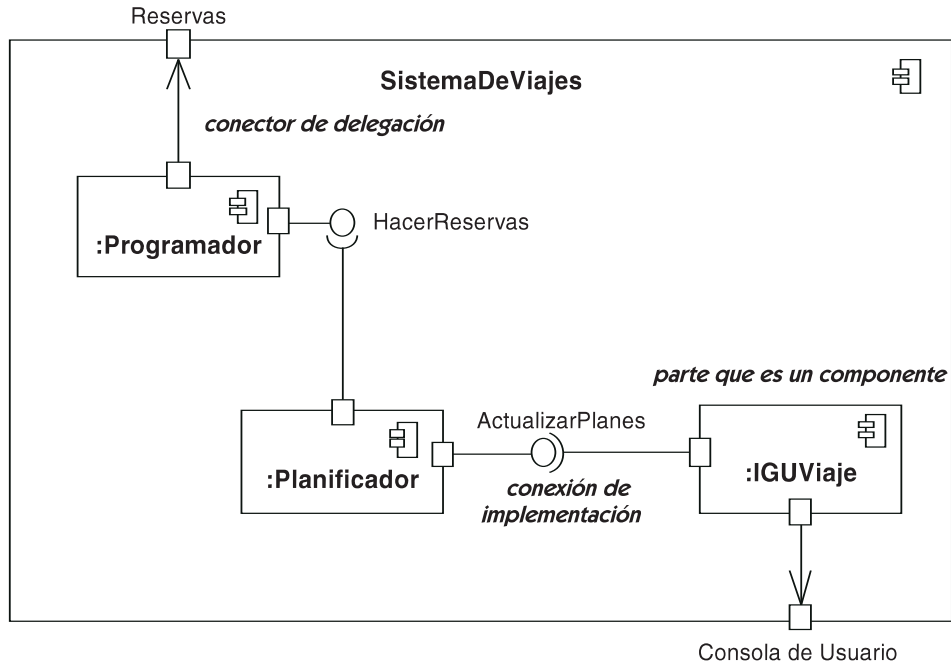 Reservas
SistemaDeViajes
conector de delegación
HacerReservas
:Programador
parte que es un componente
ActualizarPlanes
:Planificador
:IGUViaje
conexión de
implementación
Consola de Usuario